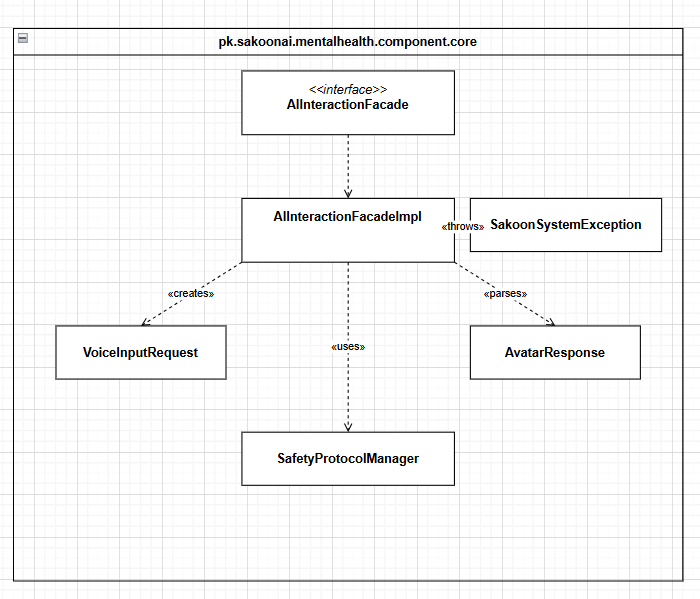 pk.sakoonai.mentalhealth.component.core
<<interface>>
AIInteractionFacade
AIInteractionFacadeImpl
«throws»
SakoonSystemException
«creates»
«parses»
VoiceInputRequest
«uses»
AvatarResponse
SafetyProtocolManager